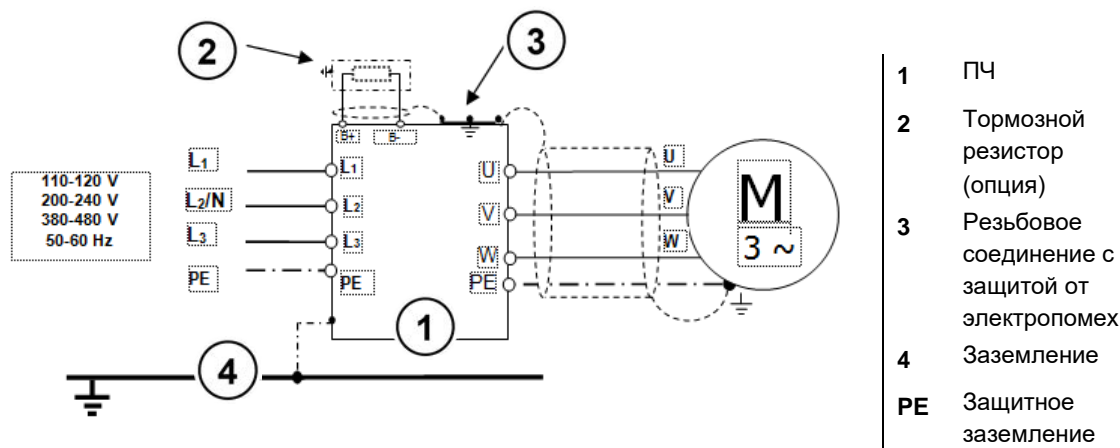 2
3
B+
B-
110-120 V
200-240 V
380-480 V
50-60 Hz
L1
L2/N
L3
PE
L1
L2
L3
PE
U
V
W
PE
U
V
W
M
3 ~
1
4
1 ПЧ
2 Тормозной
резистор
(опция)
3 Резьбовое
соединение с
защитой от
электропомех
4 Заземление
PE Защитное
заземление